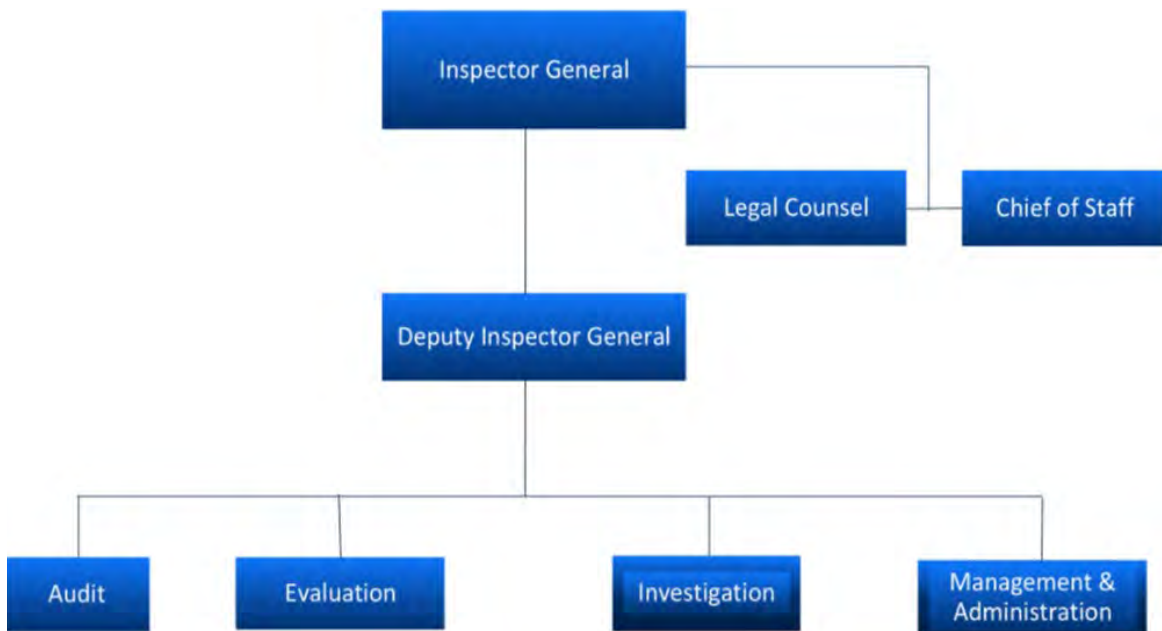 Inspector General
Legal Counsel
Chief of Staff
Deputy Inspector General
Audit
Evaluation
Investigation
Management &
Administration